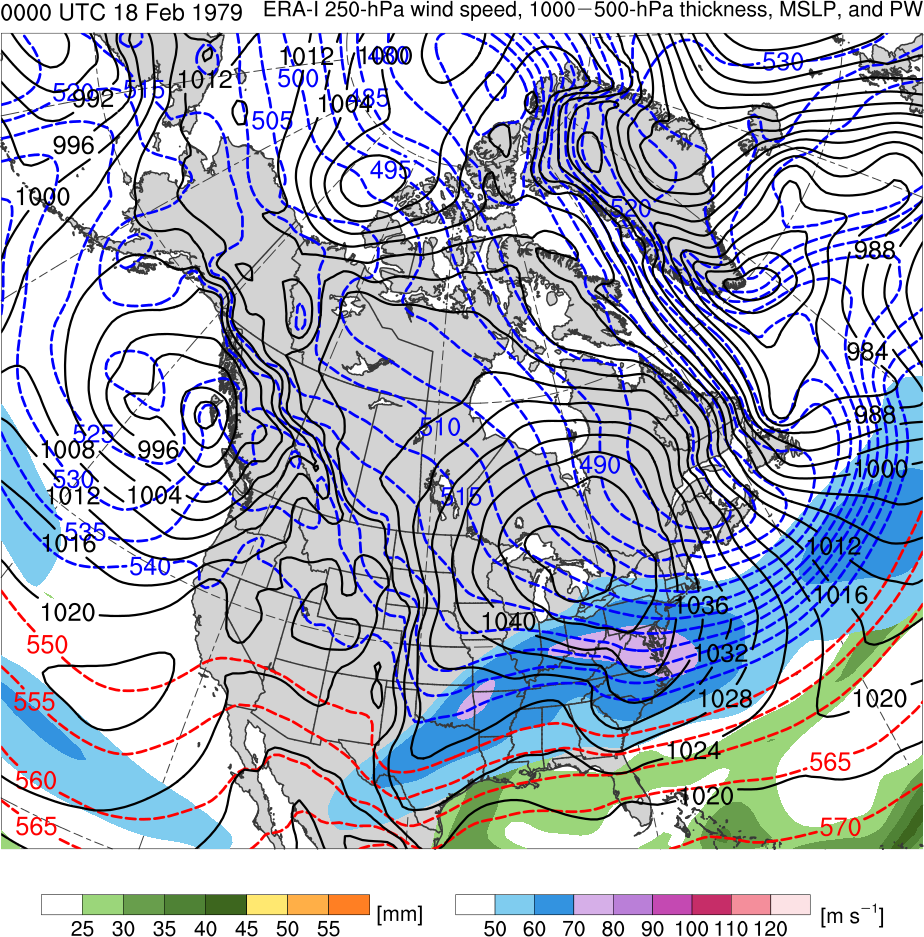 0000 UTC 18 Feb 1979 ERA-I 250-hPa wind speed, 1000−500-hPa thickness, MSLP, and PW
1012 530
520 992 515 1012 500
1004 485
505
996
495
1000
520
988
984
525 510 988
1008 996 490
530 515 1000
1012 1004
535
1016 1012
540
1036 1016
1020 1040
550 1032
555 1028 1020
1024
560 565
1020
565 570
25 30 35 40 45 50 55 [mm] 50 60 70 80 90 100 110 120 [m s−1]